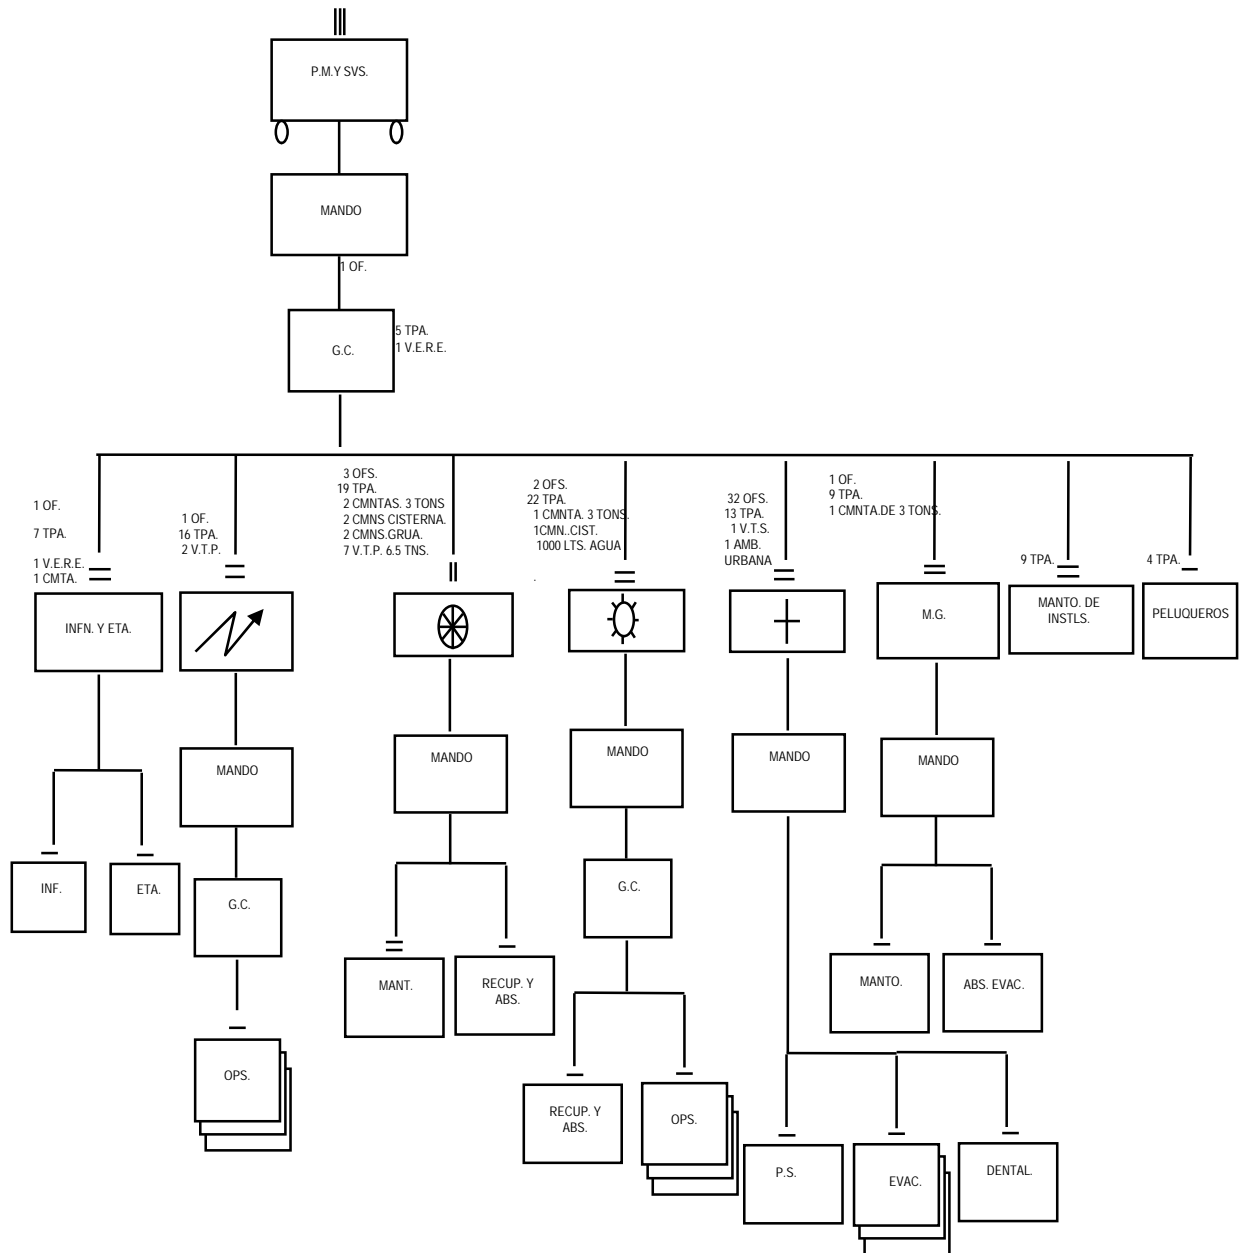 P.M.Y SVS.
MANDO
1 OF.
G.C.
5 TPA.
1 V.E.R.E.
1 OF.
7 TPA.
1 V.E.R.E.
1 CMTA.
1 OF.
16 TPA.
2 V.T.P.
3 OFS.
19 TPA.
2 CMNTAS. 3 TONS
2 CMNS CISTERNA.
2 CMNS.GRUA.
7 V.T.P. 6.5 TNS.
2 OFS.
22 TPA.
1 CMNTA. 3 TONS.
1CMN..CIST.
1000 LTS. AGUA
.
32 OFS.
13 TPA.
1 V.T.S.
1 AMB.
URBANA
1 OF.
9 TPA.
1 CMNTA.DE 3 TONS.
9 TPA.
4 TPA.
INFN. Y ETA.
M.G.
MANTO. DE
INSTLS.
PELUQUEROS
MANDO
MANDO
MANDO
MANDO
MANDO
INF.
ETA.
G.C.
G.C.
MANT.
RECUP. Y
ABS.
MANTO.
ABS. EVAC.
OPS.
RECUP. Y
ABS.
OPS.
P.S.
EVAC.
DENTAL.